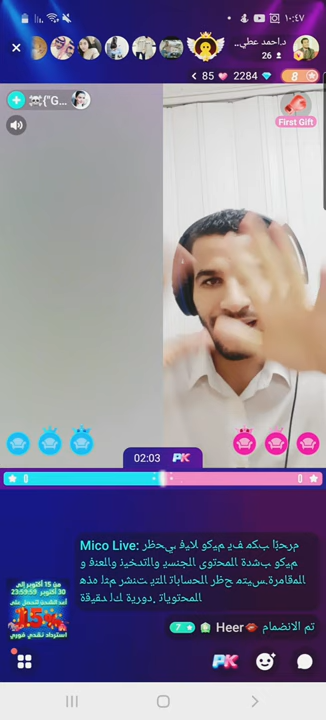 ١٠:٤٧
د.احمد عطي..
26
85
2284
8
{"G...
First Gift
02:03 PK
0
0
Mico Live: مرحبًا بكم في ميكو لايف ،يحظر
ميكو بشدة المحتوى الجنسي والتدخين والعنف و
المقامرة.سيتم حظر الحسابات التي تنشر مثل هذه
المحتويات .دورية كل دقيقة
من 15 أكتوبر إلى
30 أكتوبر 23:59:59
15%
استرداد نقدي فوري
7 Heer تم الانضمام
PK